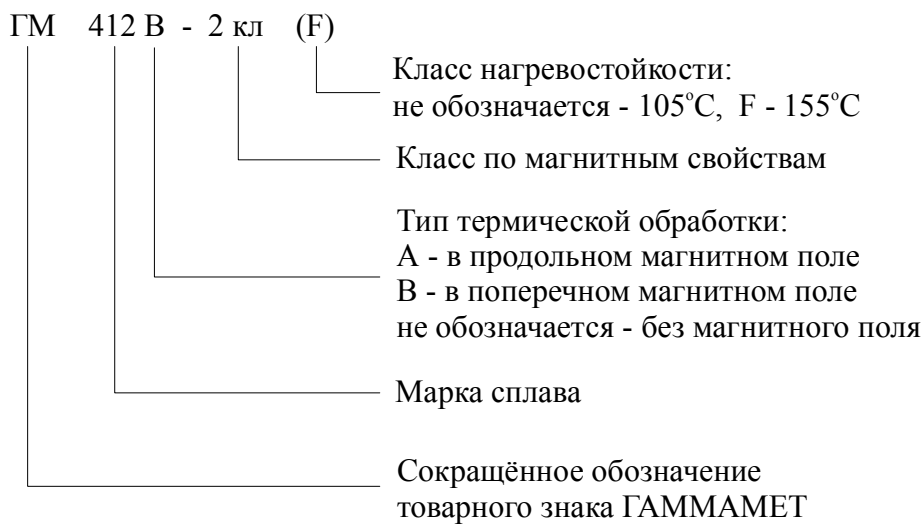 ГМ 412 В - 2 кл (F)
Класс нагревостойкости:
не обозначается - 105°С, F - 155°С
Класс по магнитным свойствам
Тип термической обработки:
А - в продольном магнитном поле
В - в поперечном магнитном поле
не обозначается - без магнитного поля
Марка сплава
Сокращённое обозначение
товарного знака ГАММАМЕТ